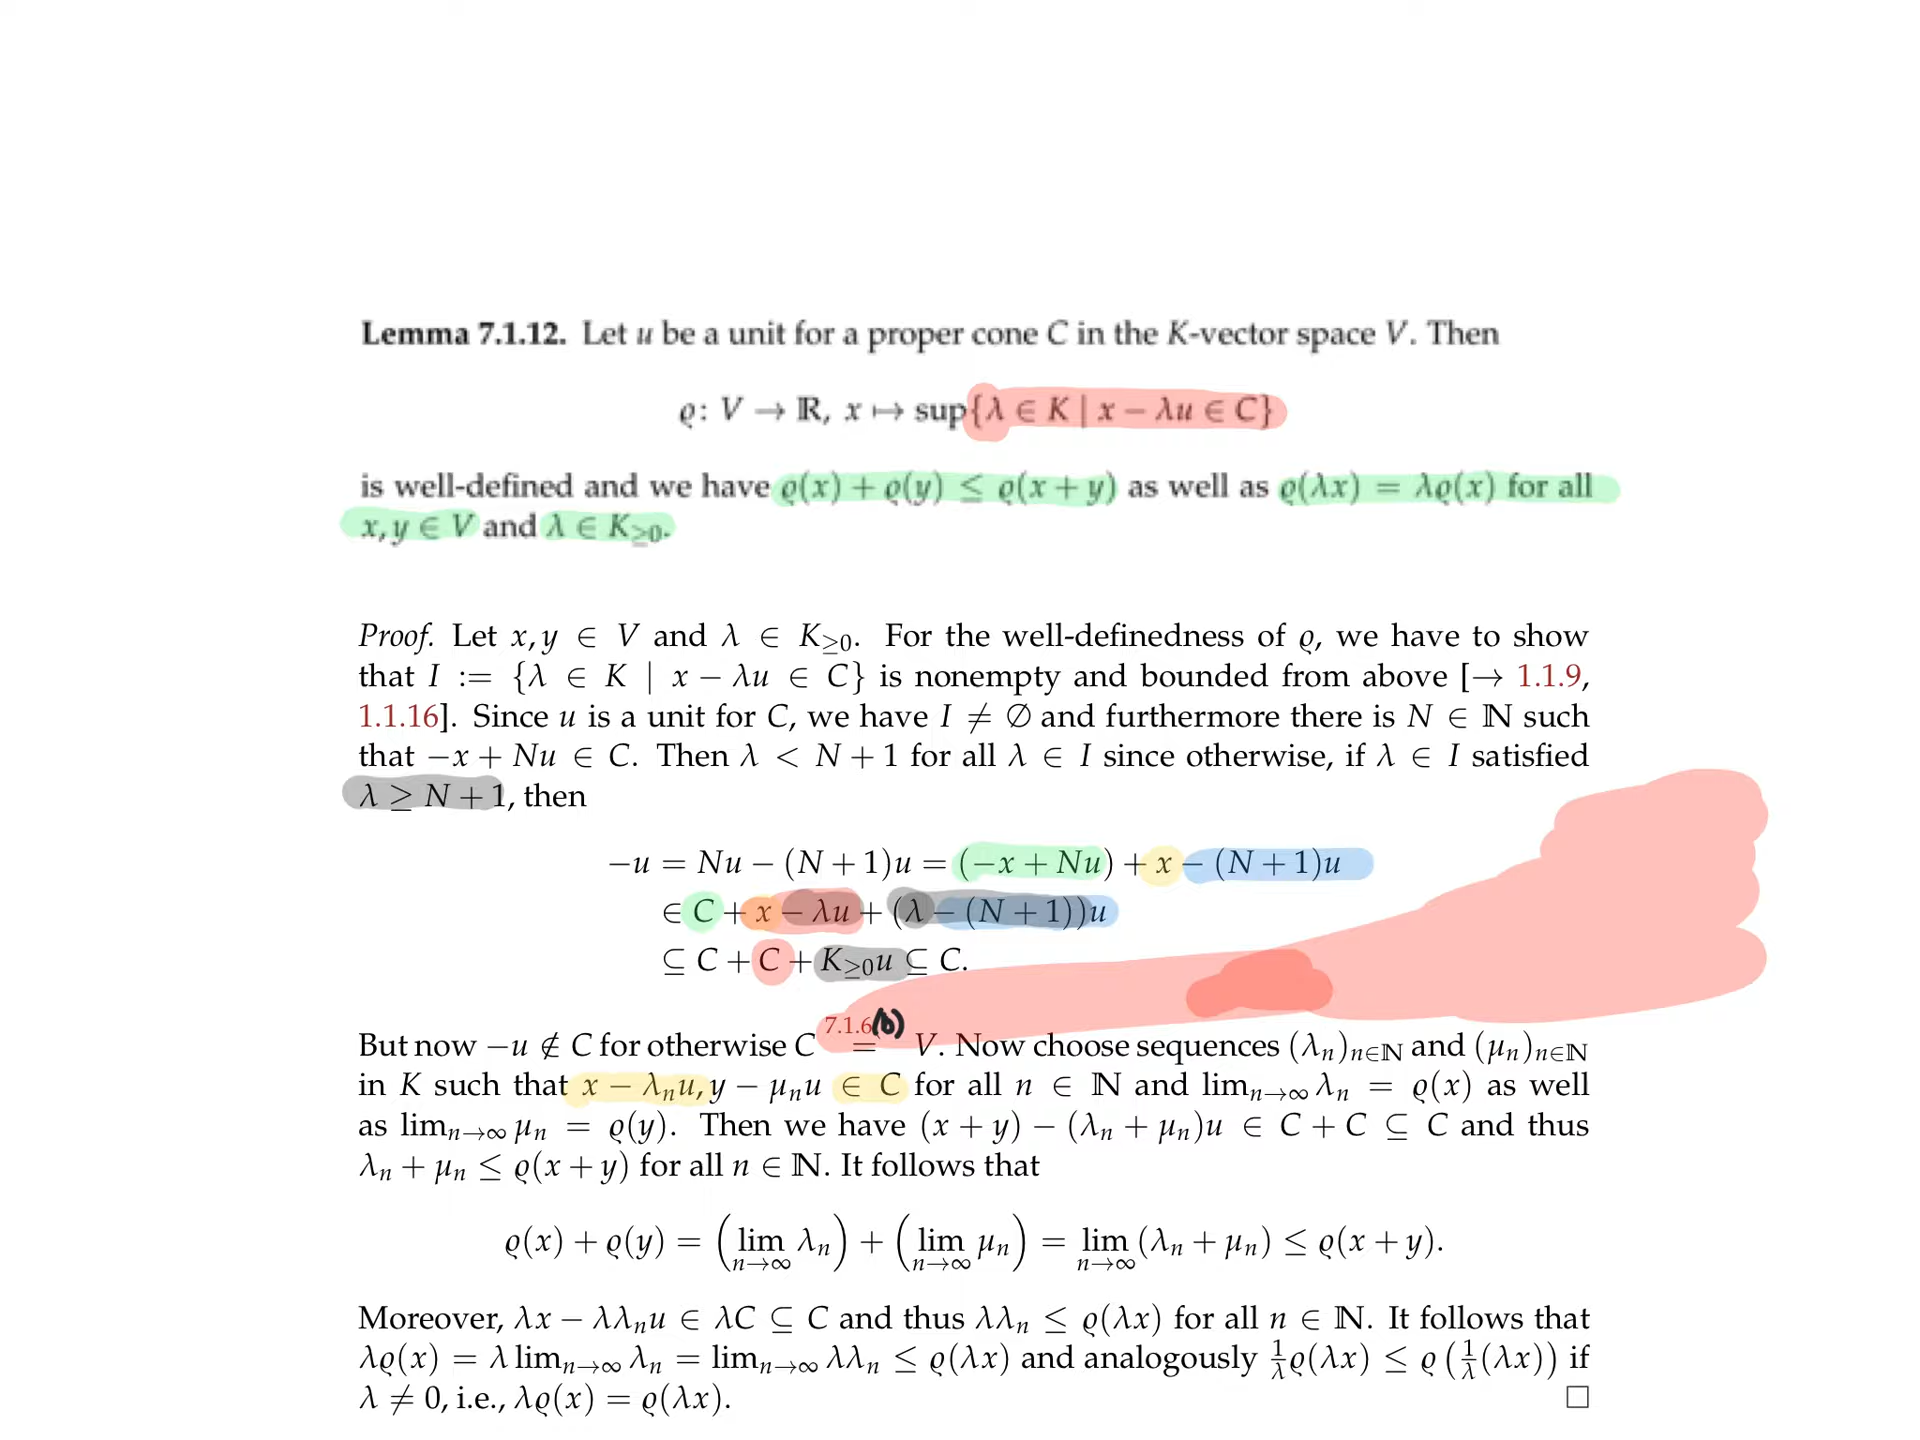 Lemma 7.1.12. Let u be a unit for a proper cone C in the K-vector space V. Then
ϱ: V → ℝ, x ↦ sup{λ ∈ K | x − λu ∈ C}
is well-defined and we have ϱ(x) + ϱ(y) ≤ ϱ(x + y) as well as ϱ(λx) = λϱ(x) for all
x, y ∈ V and λ ∈ K≥0.
Proof. Let x, y ∈ V and λ ∈ K≥0. For the well-definedness of ϱ, we have to show
that I := {λ ∈ K | x − λu ∈ C} is nonempty and bounded from above [→ 1.1.9,
1.1.16]. Since u is a unit for C, we have I ≠ ∅ and furthermore there is N ∈ ℕ such
that −x + Nu ∈ C. Then λ < N + 1 for all λ ∈ I since otherwise, if λ ∈ I satisfied
λ ≥ N + 1, then
−u = Nu − (N + 1)u = (−x + Nu) + x − (N + 1)u
∈ C + x − λu + (λ − (N + 1))u
⊆ C + C + K≥0u ⊆ C.
But now −u ∉ C for otherwise C 7.1.6(b) = V. Now choose sequences (λn)n∈ℕ and (μn)n∈ℕ
in K such that x − λnu, y − μnu ∈ C for all n ∈ ℕ and limn→∞ λn = ϱ(x) as well
as limn→∞ μn = ϱ(y). Then we have (x + y) − (λn + μn)u ∈ C + C ⊆ C and thus
λn + μn ≤ ϱ(x + y) for all n ∈ ℕ. It follows that
ϱ(x) + ϱ(y) = (lim n→∞ λn) + (lim n→∞ μn) = lim n→∞ (λn + μn) ≤ ϱ(x + y).
Moreover, λx − λλnu ∈ λC ⊆ C and thus λλn ≤ ϱ(λx) for all n ∈ ℕ. It follows that
λϱ(x) = λ limn→∞ λn = limn→∞ λλn ≤ ϱ(λx) and analogously 1/λ ϱ(λx) ≤ ϱ(1/λ (λx)) if
λ ≠ 0, i.e., λϱ(x) = ϱ(λx). □